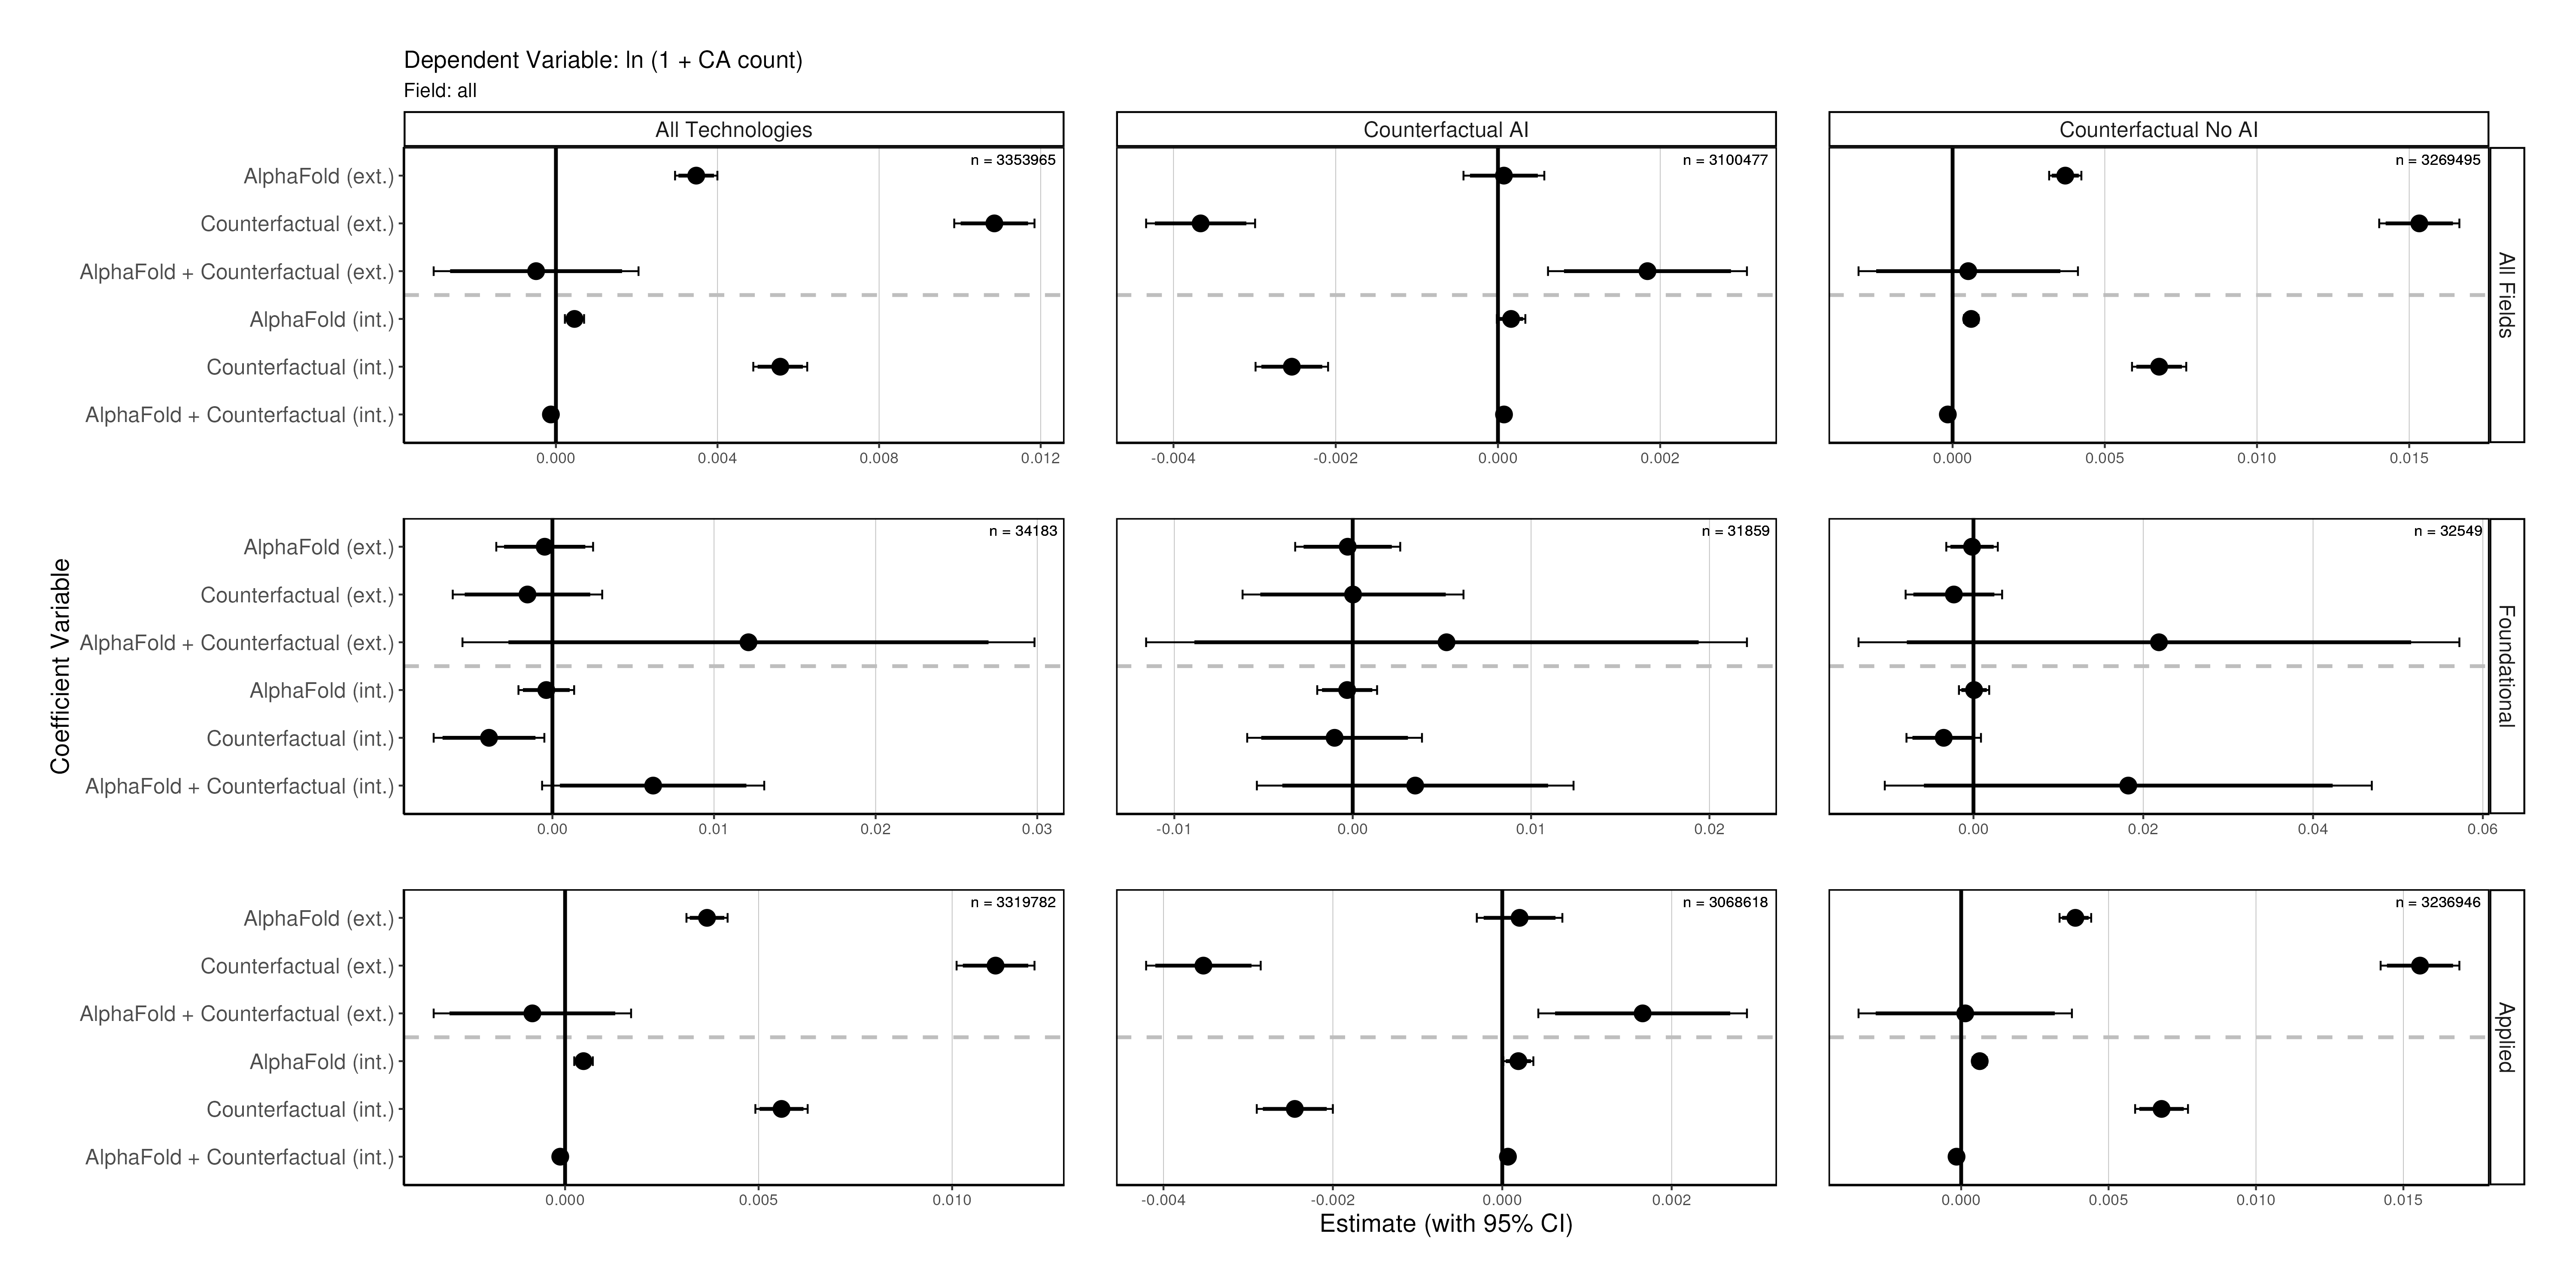 Dependent Variable: ln (1 + CA count)
Field: all
All Technologies
Counterfactual AI
Counterfactual No AI
n = 3353965
n = 3100477
n = 3269495
AlphaFold (ext.)
Counterfactual (ext.)
AlphaFold + Counterfactual (ext.)
AlphaFold (int.)
Counterfactual (int.)
AlphaFold + Counterfactual (int.)
All Fields
0.000 0.004 0.008 0.012
-0.004 -0.002 0.000 0.002
0.000 0.005 0.010 0.015
Coefficient Variable
n = 34183
n = 31859
n = 32549
AlphaFold (ext.)
Counterfactual (ext.)
AlphaFold + Counterfactual (ext.)
AlphaFold (int.)
Counterfactual (int.)
AlphaFold + Counterfactual (int.)
Foundational
0.00 0.01 0.02 0.03
-0.01 0.00 0.01 0.02
0.00 0.02 0.04 0.06
n = 3319782
n = 3068618
n = 3236946
AlphaFold (ext.)
Counterfactual (ext.)
AlphaFold + Counterfactual (ext.)
AlphaFold (int.)
Counterfactual (int.)
AlphaFold + Counterfactual (int.)
Applied
0.000 0.005 0.010
-0.004 -0.002 0.000 0.002
0.000 0.005 0.010 0.015
Estimate (with 95% CI)